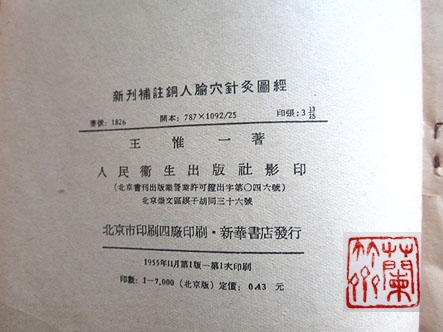 新刊補註銅人腧穴針灸圖經
書號：1826 開本：787×1092/25 印張：3 13/25
王惟一著
人民衞生出版社影印
(北京書刊出版業營業許可證出字第〇四六號)
北京崇文區𦈎子胡同三十六號
北京市印刷四廠印刷·新華書店發行
1955年11月第1版—第1次印刷
印數：1—7,000 (北京版) 定價：0.43 元
蘭